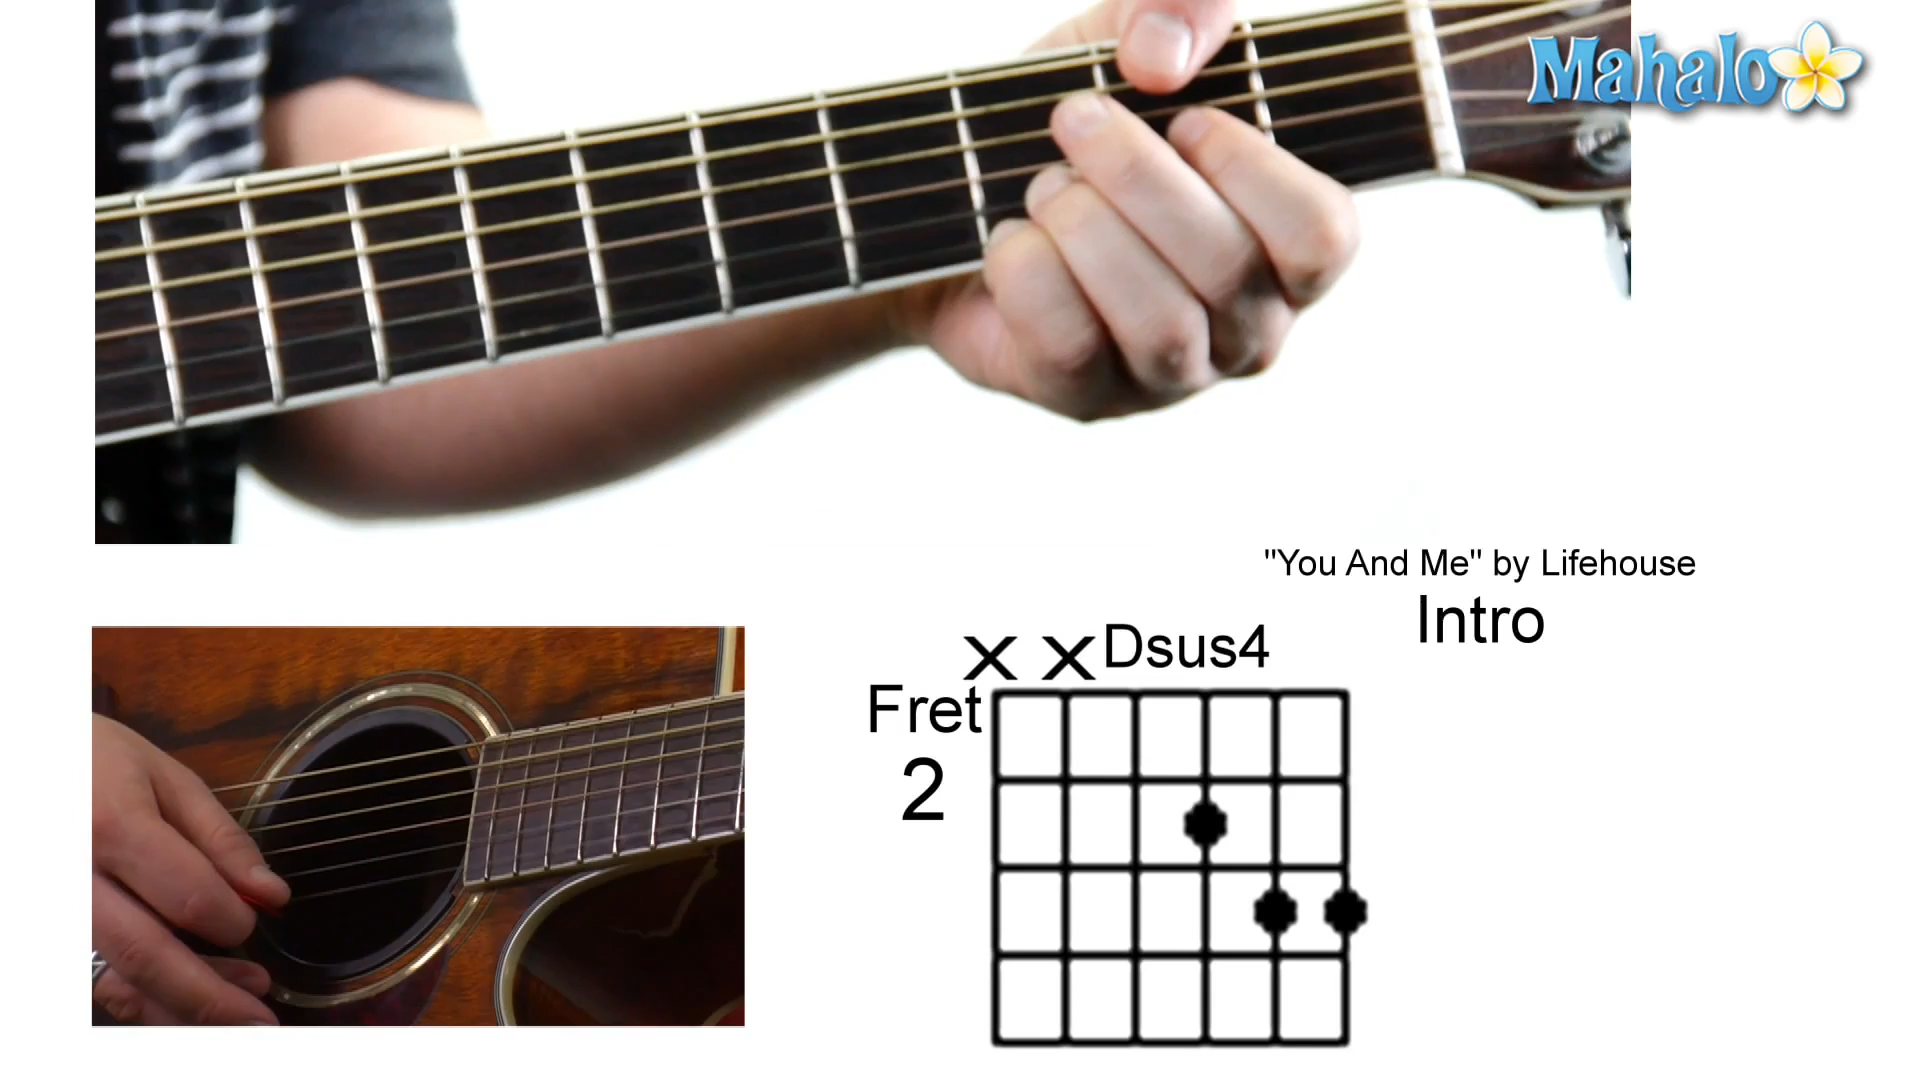 Mahalo
"You And Me" by Lifehouse
Intro
x x Dsus4
Fret
2